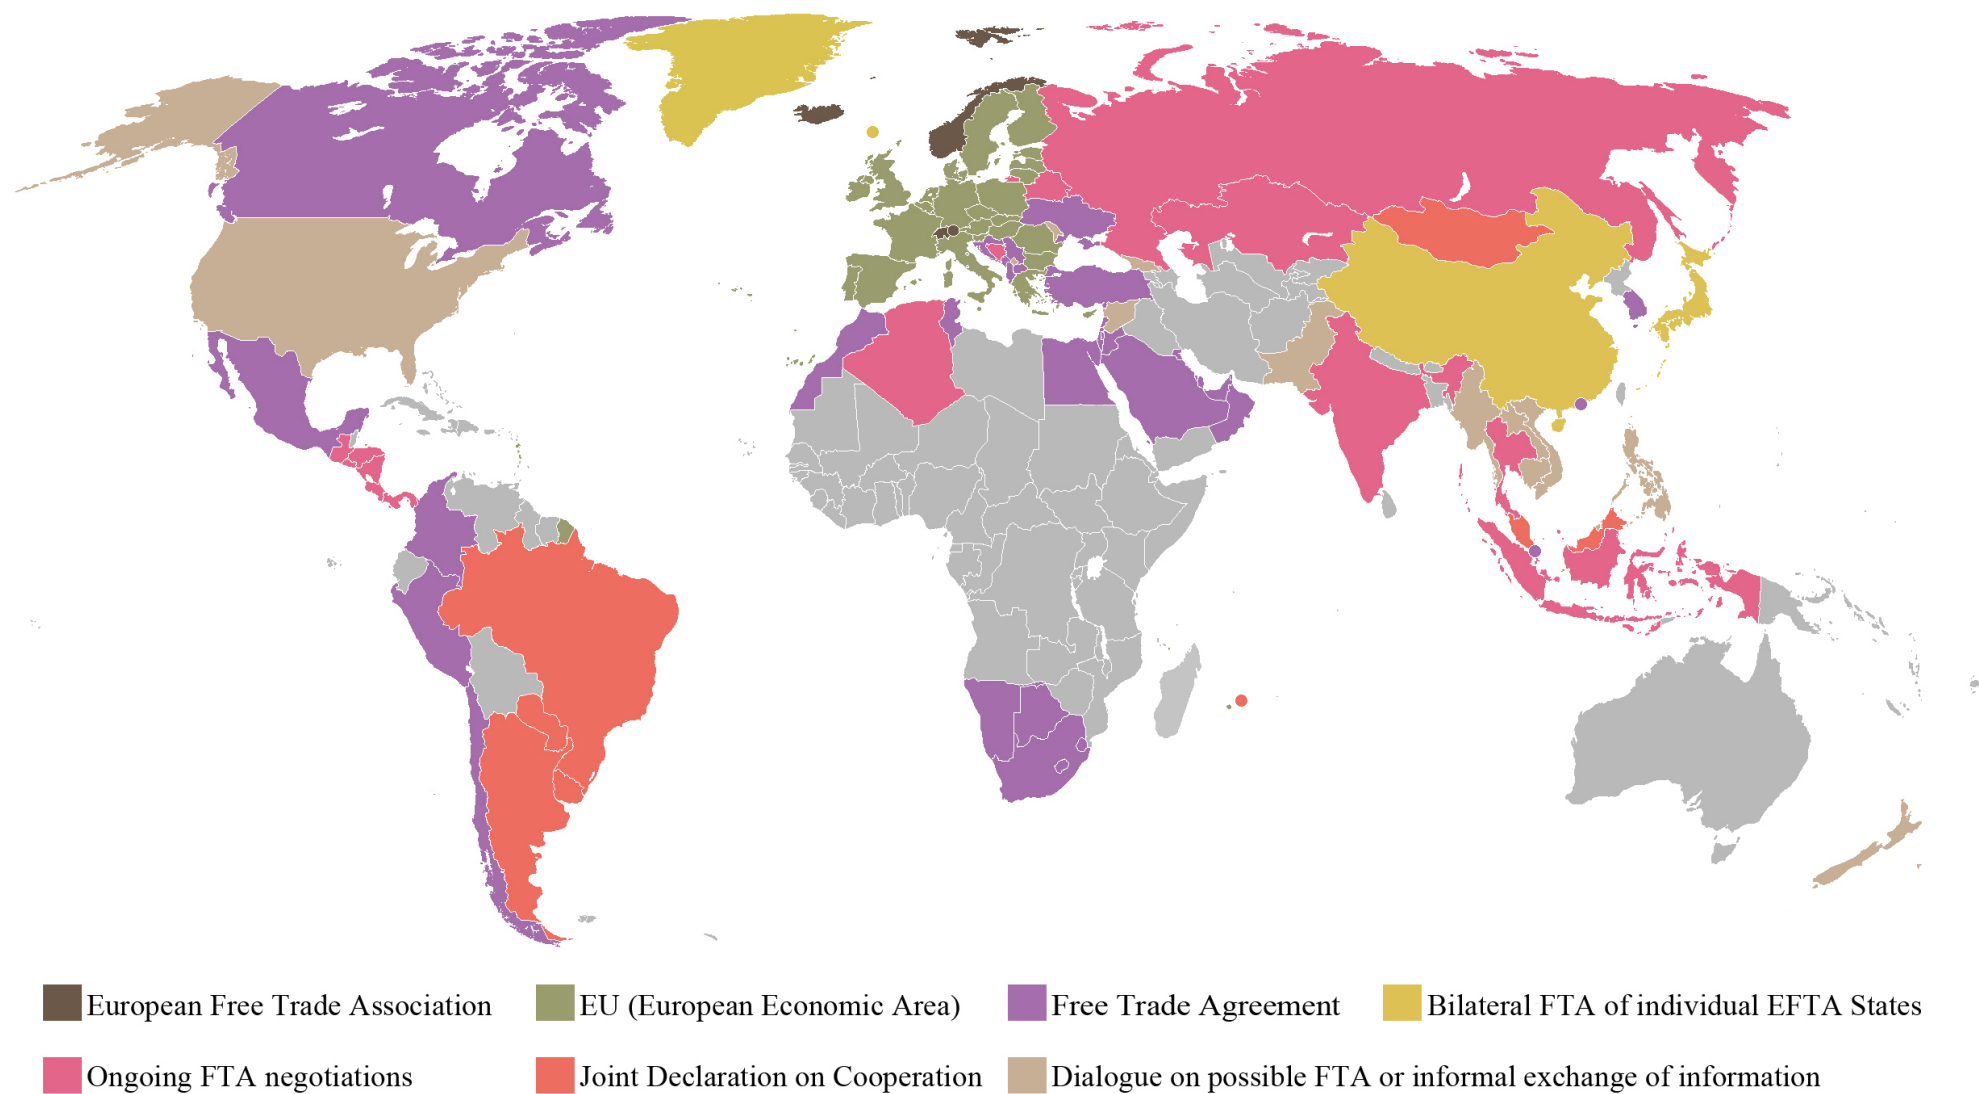 European Free Trade Association
EU (European Economic Area)
Free Trade Agreement
Bilateral FTA of individual EFTA States
Ongoing FTA negotiations
Joint Declaration on Cooperation
Dialogue on possible FTA or informal exchange of information